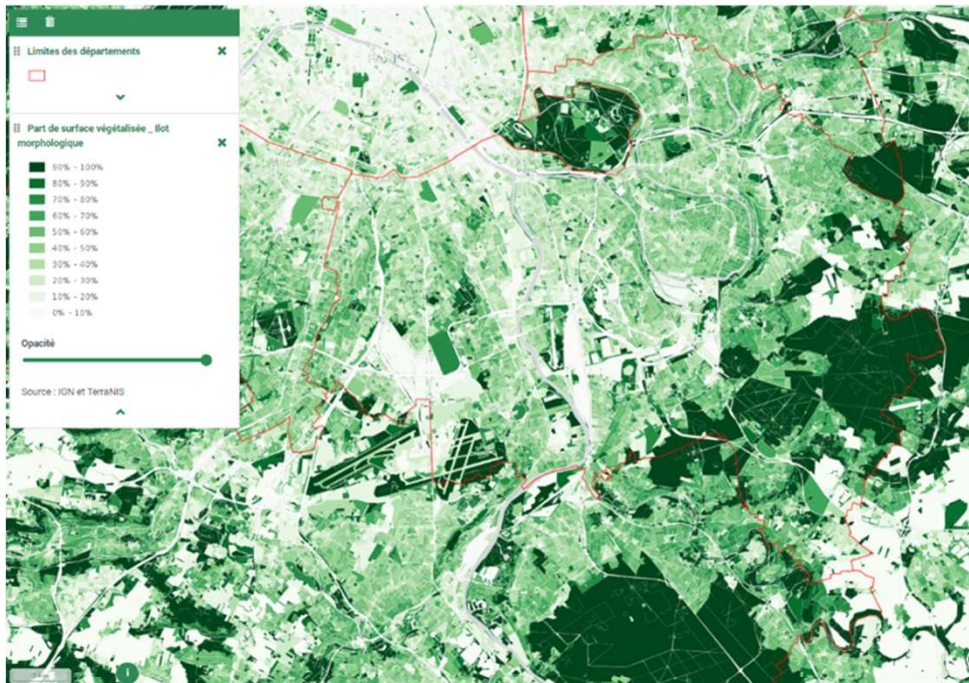 Limites des départements
Part de surface végétalisée _ Ilot
morphologique
90% - 100%
80% - 90%
70% - 80%
60% - 70%
50% - 60%
40% - 50%
30% - 40%
20% - 30%
10% - 20%
0% - 10%
Opacité
Source : IGN et TerraNIS
i